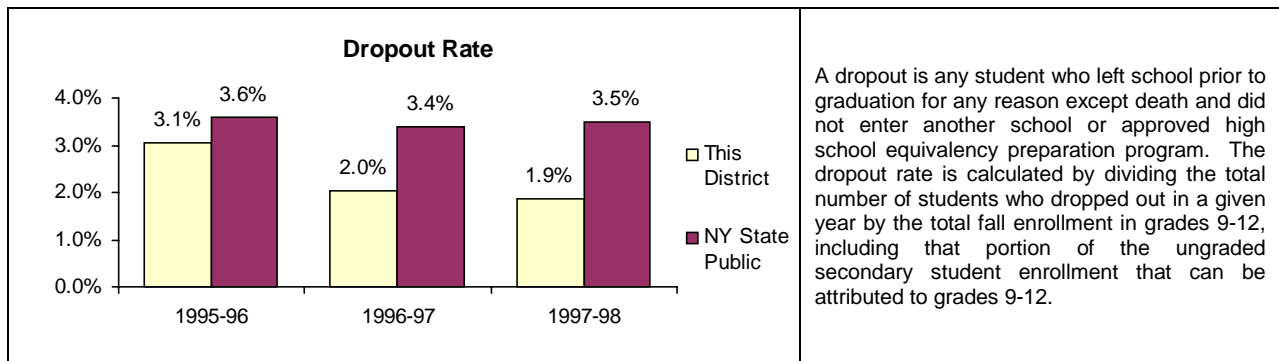 Dropout Rate
4.0%
3.0%
2.0%
1.0%
0.0%
3.1%
3.6%
2.0%
3.4%
1.9%
3.5%
1995-96
1996-97
1997-98
This
District
NY State
Public
A dropout is any student who left school prior to
graduation for any reason except death and did
not enter another school or approved high
school equivalency preparation program. The
dropout rate is calculated by dividing the total
number of students who dropped out in a given
year by the total fall enrollment in grades 9-12,
including that portion of the ungraded
secondary student enrollment that can be
attributed to grades 9-12.